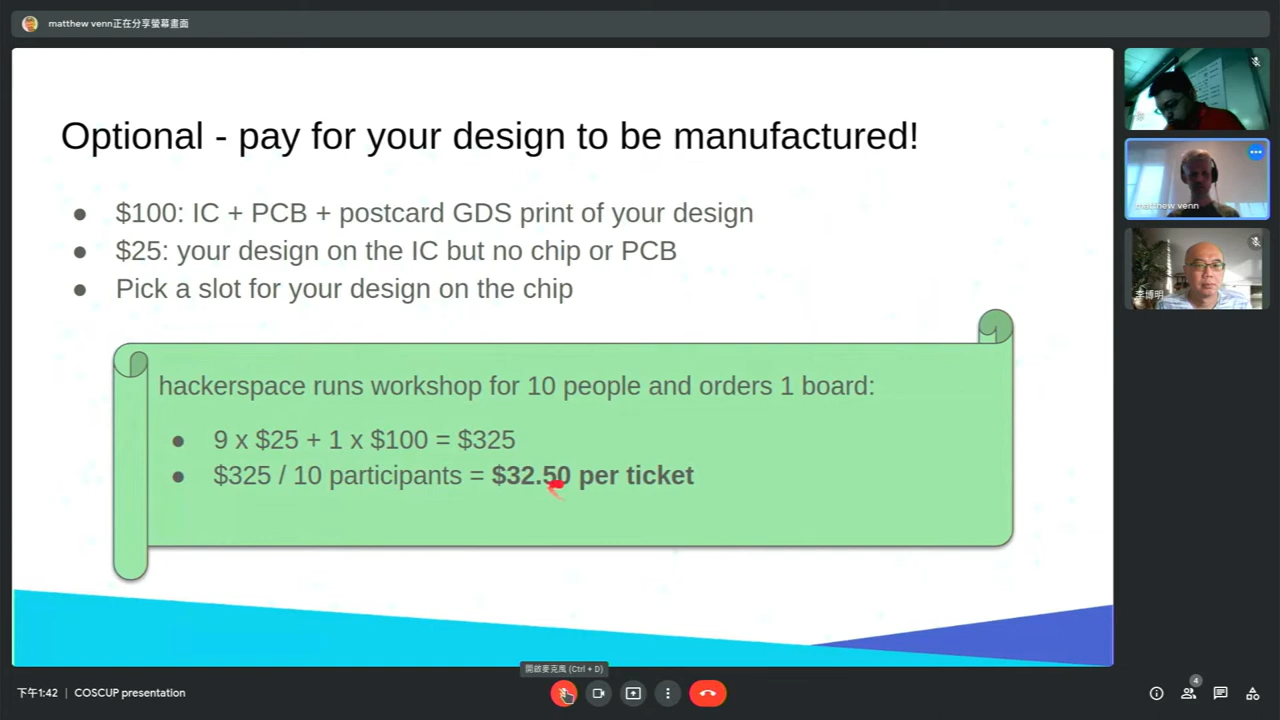 matthew venn正在分享螢幕畫面
Optional - pay for your design to be manufactured!
● $100: IC + PCB + postcard GDS print of your design
● $25: your design on the IC but no chip or PCB
● Pick a slot for your design on the chip
hackerspace runs workshop for 10 people and orders 1 board:
● 9 x $25 + 1 x $100 = $325
● $325 / 10 participants = $32.50 per ticket
matthew venn
李博明
開啟麥克風 (Ctrl + D)
下午1:42 | COSCUP presentation
4